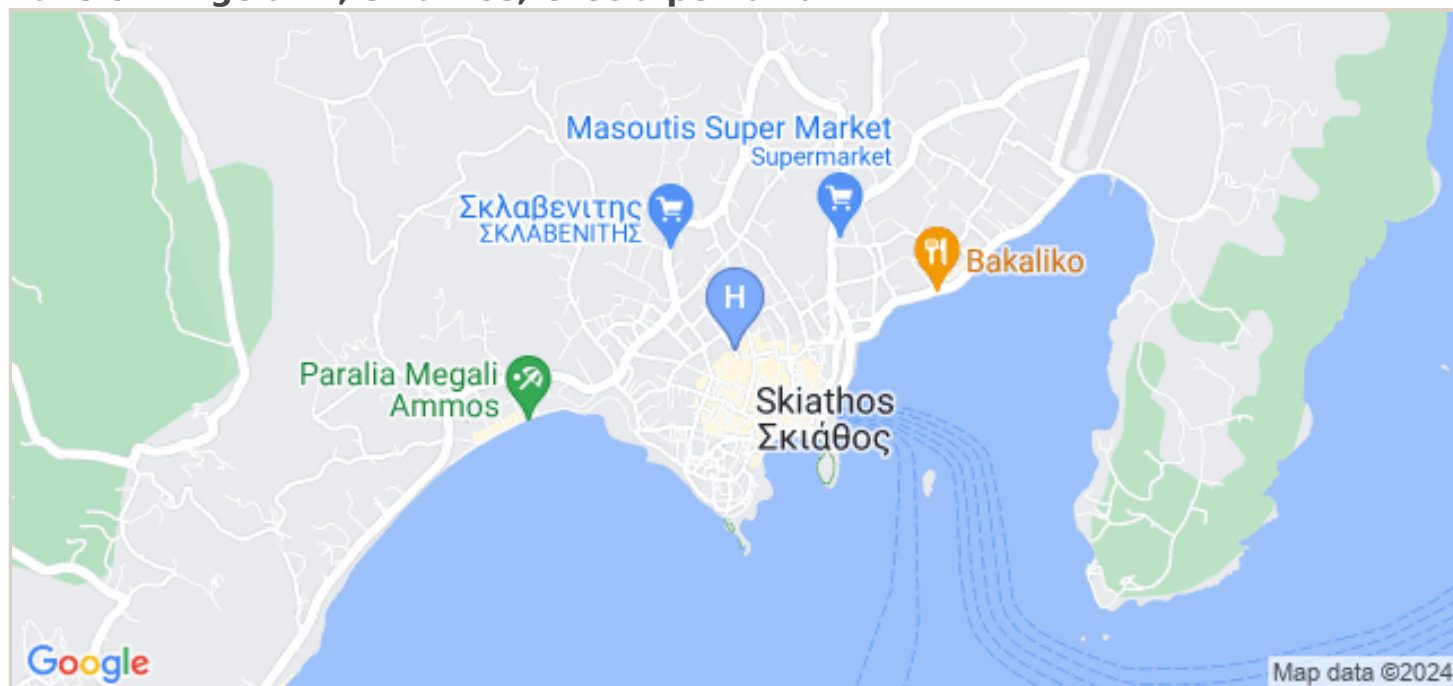 Masoutis Super Market
Supermarket
Σκλαβενιτης
ΣΚΛΑΒΕΝΙΤΗΣ
Bakaliko
H
Paralia Megali
Ammos
Skiathos
Σκιάθος
Google
Map data ©2024